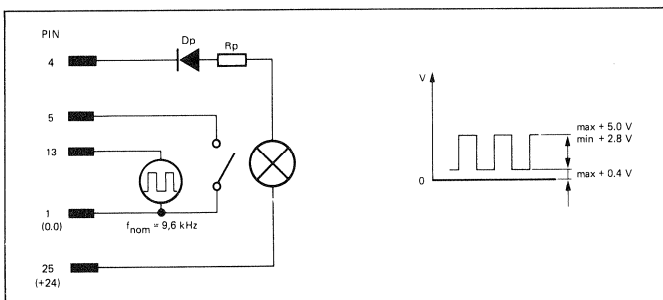 PIN
4
Dp
Rp
5
13
1
(0.0)
fnom = 9,6 kHz
25
(+24)
V
0
max + 5.0 V
min + 2.8 V
max + 0.4 V